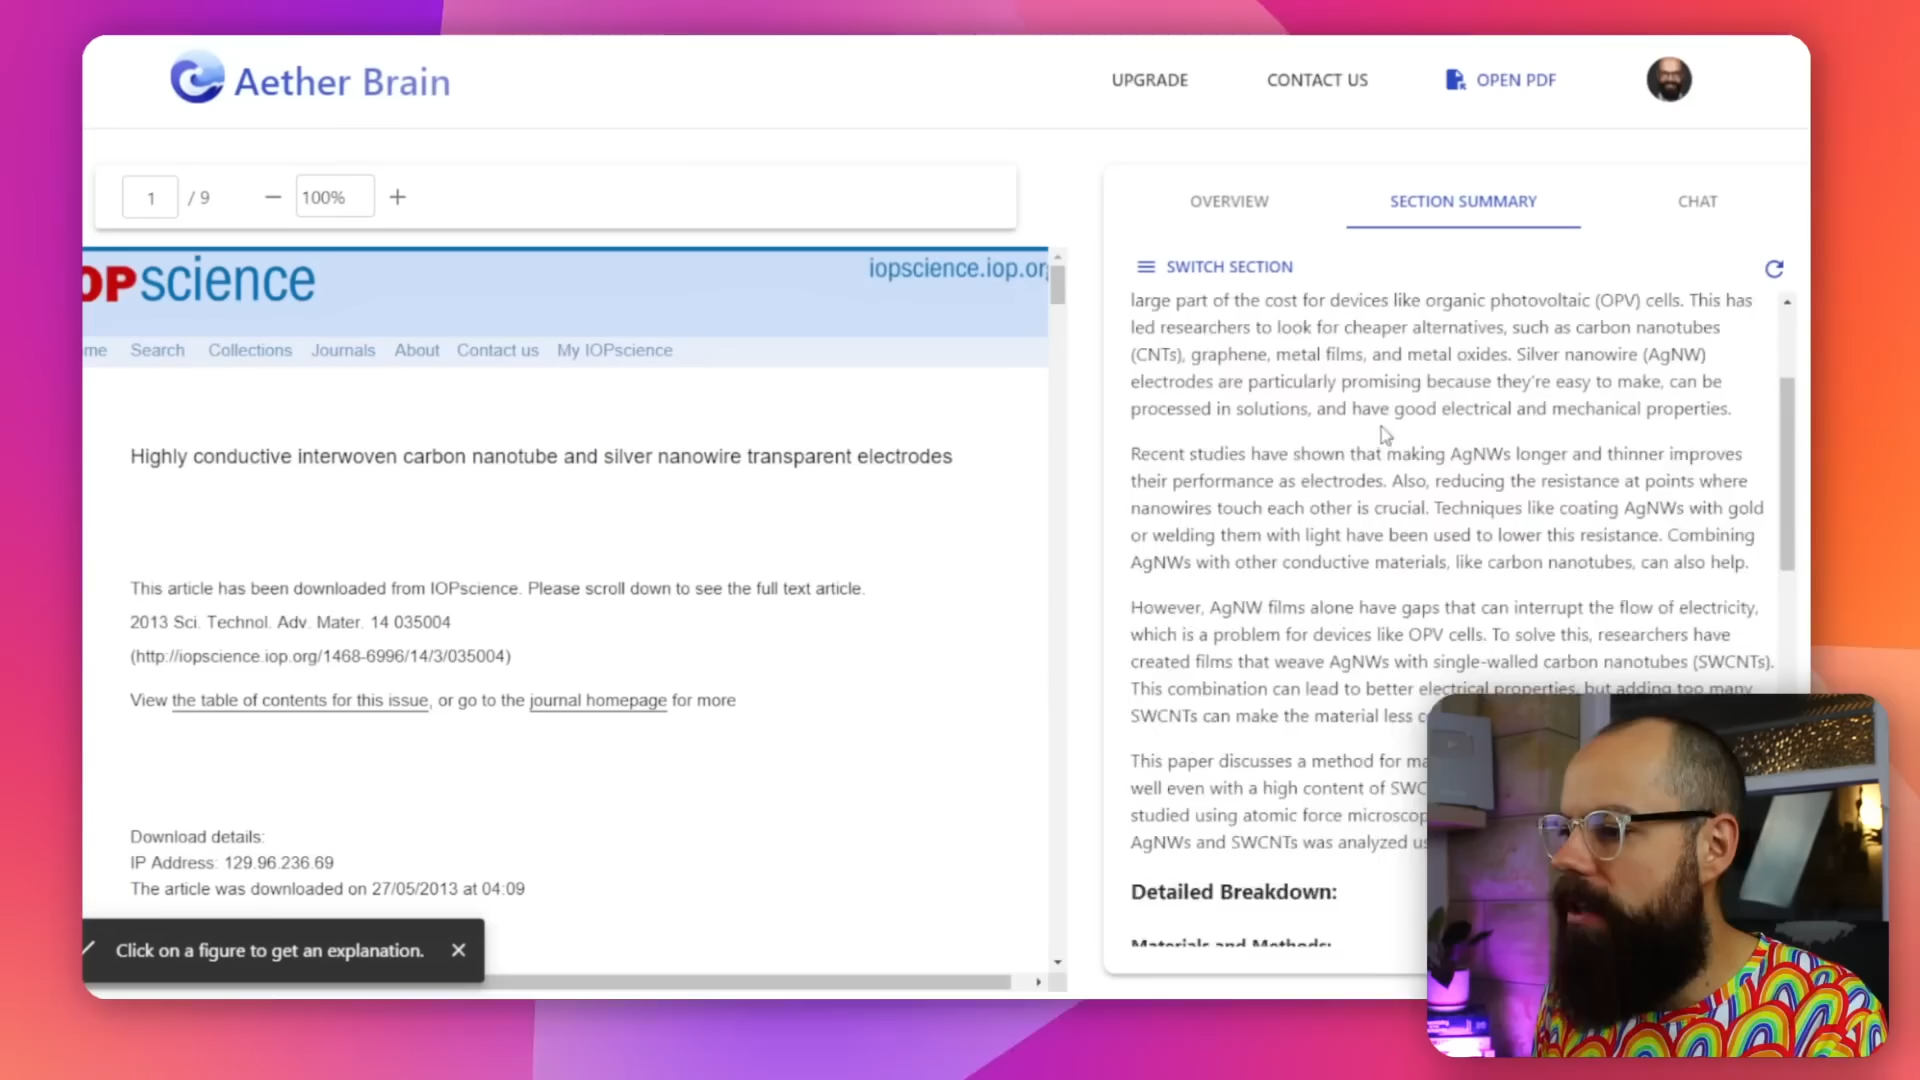 Aether Brain
UPGRADE
CONTACT US
OPEN PDF
1 / 9
100%
OPscience
iopscience.iop.or
me Search Collections Journals About Contact us My IOPscience
Highly conductive interwoven carbon nanotube and silver nanowire transparent electrodes
This article has been downloaded from IOPscience. Please scroll down to see the full text article.
2013 Sci. Technol. Adv. Mater. 14 035004
(http://iopscience.iop.org/1468-6996/14/3/035004)
View the table of contents for this issue, or go to the journal homepage for more
Download details:
IP Address: 129.96.236.69
The article was downloaded on 27/05/2013 at 04:09
Click on a figure to get an explanation.
OVERVIEW
SECTION SUMMARY
CHAT
SWITCH SECTION
large part of the cost for devices like organic photovoltaic (OPV) cells. This has
led researchers to look for cheaper alternatives, such as carbon nanotubes
(CNTs), graphene, metal films, and metal oxides. Silver nanowire (AgNW)
electrodes are particularly promising because they're easy to make, can be
processed in solutions, and have good electrical and mechanical properties.
Recent studies have shown that making AgNWs longer and thinner improves
their performance as electrodes. Also, reducing the resistance at points where
nanowires touch each other is crucial. Techniques like coating AgNWs with gold
or welding them with light have been used to lower this resistance. Combining
AgNWs with other conductive materials, like carbon nanotubes, can also help.
However, AgNW films alone have gaps that can interrupt the flow of electricity,
which is a problem for devices like OPV cells. To solve this, researchers have
created films that weave AgNWs with single-walled carbon nanotubes (SWCNTs).
This combination can lead to better electrical properties, but adding too many
SWCNTs can make the material less c
This paper discusses a method for ma
well even with a high content of SWC
studied using atomic force microscop
AgNWs and SWCNTs was analyzed us
Detailed Breakdown:
Materials and Methods: